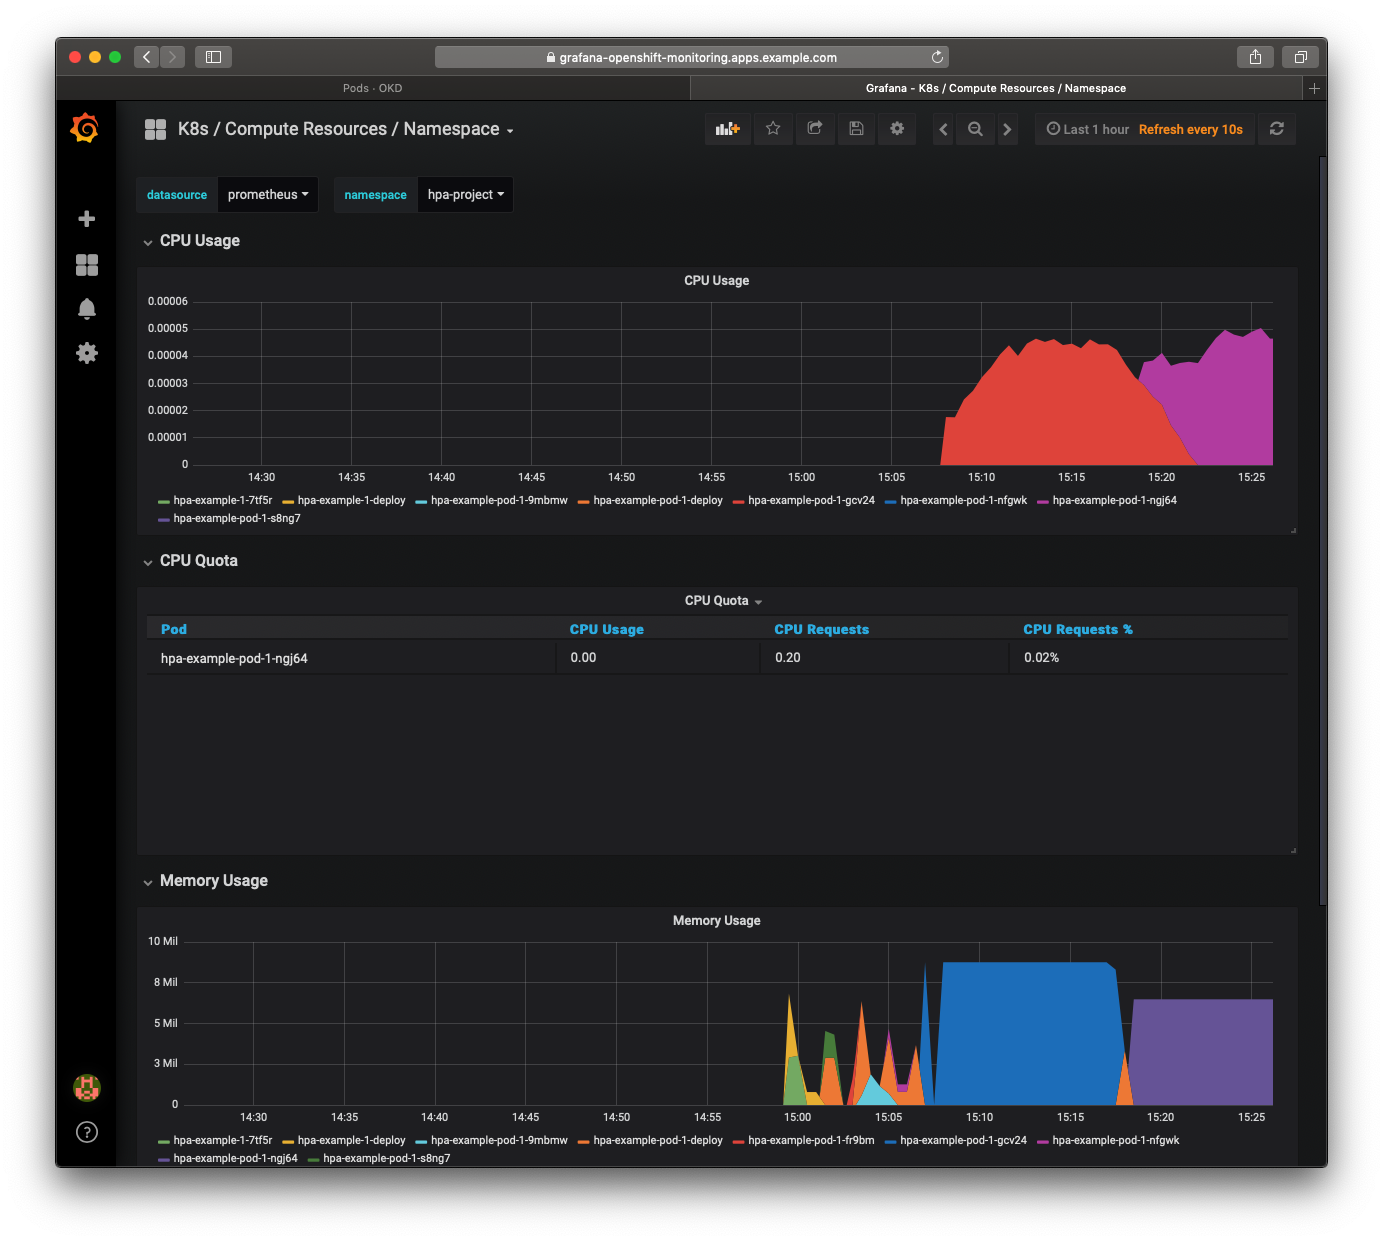 grafana-openshift-monitoring.apps.example.com
Pods · OKD
Grafana - K8s / Compute Resources / Namespace
K8s / Compute Resources / Namespace
Last 1 hour Refresh every 10s
datasource prometheus namespace hpa-project
CPU Usage
CPU Usage
0.00006
0.00005
0.00004
0.00003
0.00002
0.00001
0
14:30 14:35 14:40 14:45 14:50 14:55 15:00 15:05 15:10 15:15 15:20 15:25
hpa-example-1-7tf5r hpa-example-1-deploy hpa-example-pod-1-9mbmw hpa-example-pod-1-deploy hpa-example-pod-1-gcv24 hpa-example-pod-1-nfgwk hpa-example-pod-1-ngj64
hpa-example-pod-1-s8ng7
CPU Quota
CPU Quota
Pod CPU Usage CPU Requests CPU Requests %
hpa-example-pod-1-ngj64 0.00 0.20 0.02%
Memory Usage
Memory Usage
10 Mil
8 Mil
5 Mil
3 Mil
0
14:30 14:35 14:40 14:45 14:50 14:55 15:00 15:05 15:10 15:15 15:20 15:25
hpa-example-1-7tf5r hpa-example-1-deploy hpa-example-pod-1-9mbmw hpa-example-pod-1-deploy hpa-example-pod-1-fr9bm hpa-example-pod-1-gcv24 hpa-example-pod-1-nfgwk
hpa-example-pod-1-ngj64 hpa-example-pod-1-s8ng7